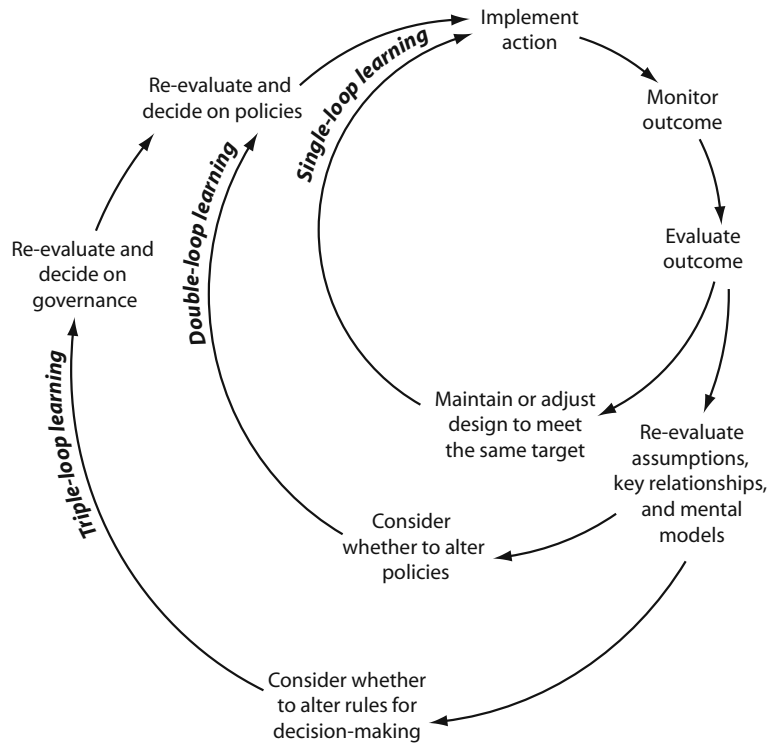 Implement
action
Monitor
outcome
Evaluate
outcome
Maintain or adjust
design to meet
the same target
Single-loop learning
Re-evaluate
assumptions,
key relationships,
and mental
models
Consider
whether to alter
policies
Double-loop learning
Re-evaluate and
decide on policies
Consider whether
to alter rules for
decision-making
Triple-loop learning
Re-evaluate and
decide on
governance